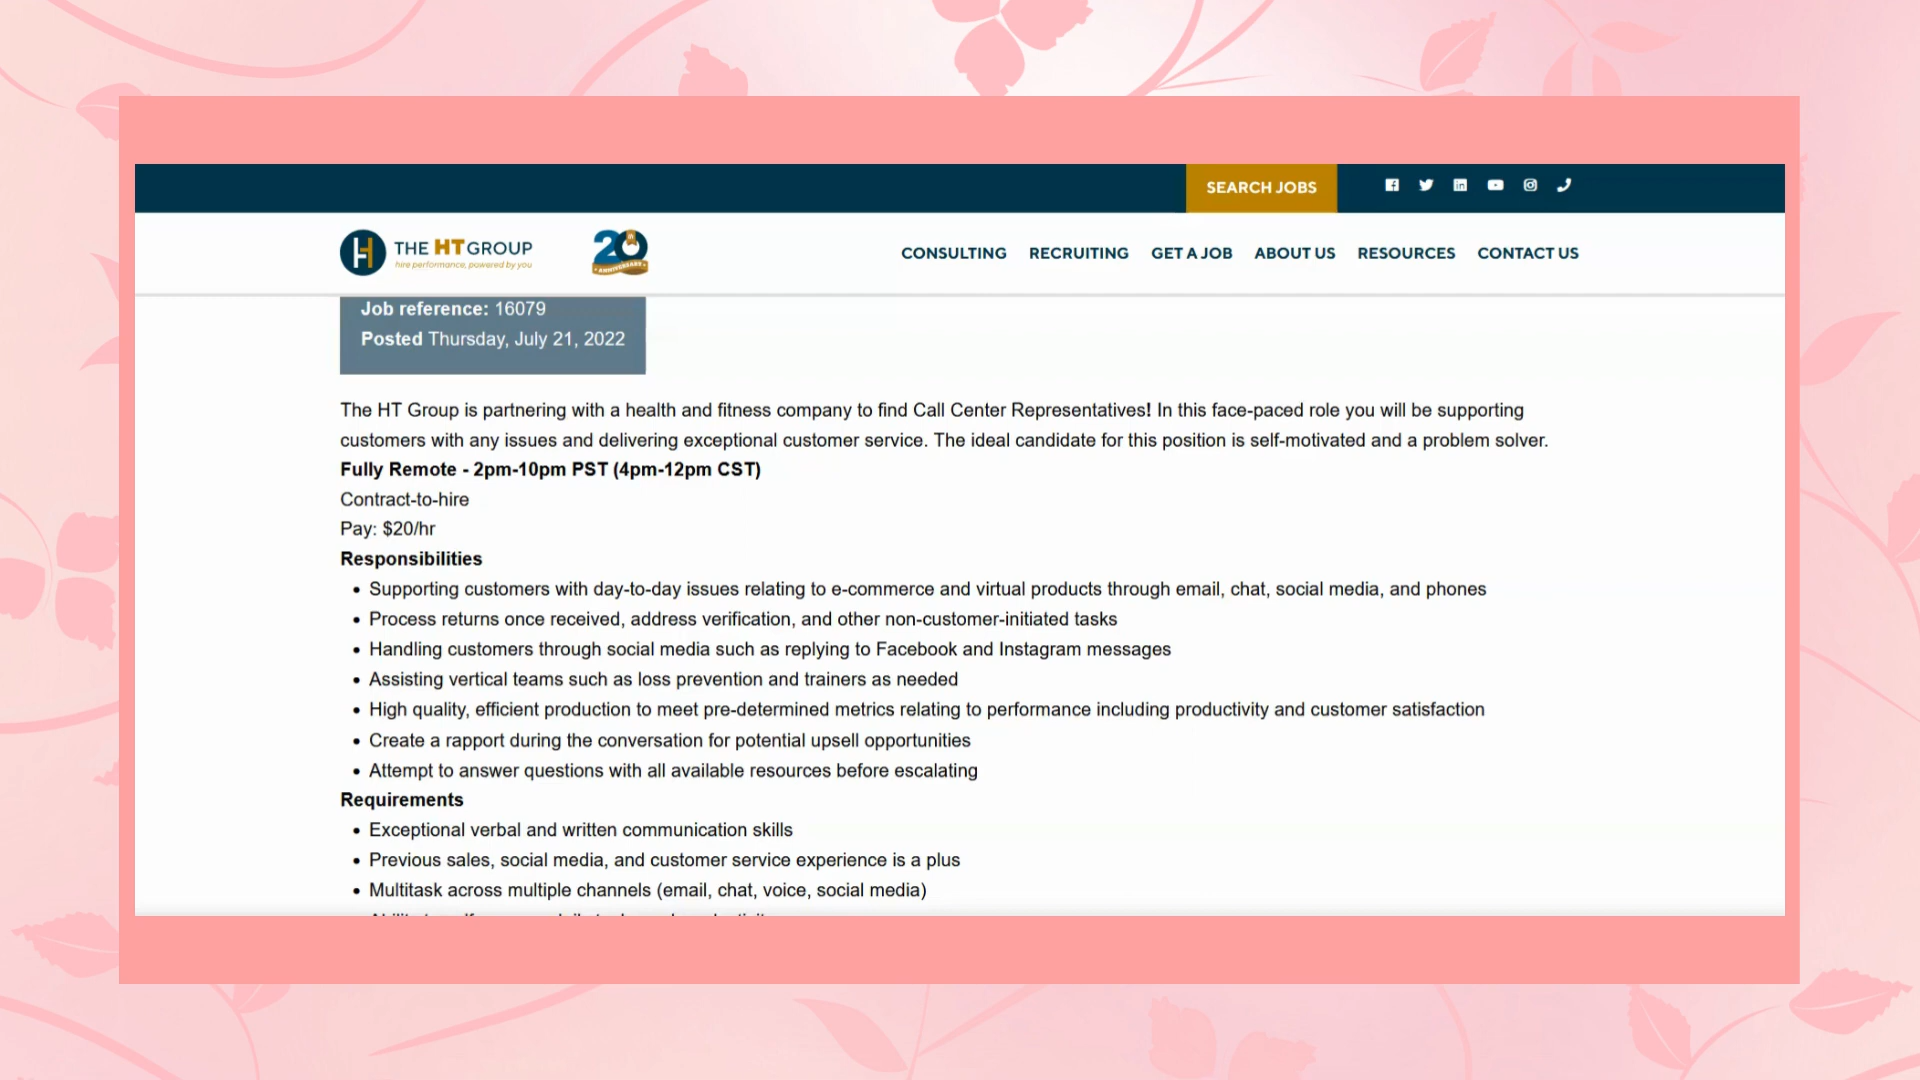 SEARCH JOBS
THE HT GROUP
hire performance, powered by you
20
ANNIVERSARY
CONSULTING RECRUITING GET A JOB ABOUT US RESOURCES CONTACT US
Job reference: 16079
Posted Thursday, July 21, 2022
The HT Group is partnering with a health and fitness company to find Call Center Representatives! In this face-paced role you will be supporting
customers with any issues and delivering exceptional customer service. The ideal candidate for this position is self-motivated and a problem solver.
Fully Remote - 2pm-10pm PST (4pm-12pm CST)
Contract-to-hire
Pay: $20/hr
Responsibilities
• Supporting customers with day-to-day issues relating to e-commerce and virtual products through email, chat, social media, and phones
• Process returns once received, address verification, and other non-customer-initiated tasks
• Handling customers through social media such as replying to Facebook and Instagram messages
• Assisting vertical teams such as loss prevention and trainers as needed
• High quality, efficient production to meet pre-determined metrics relating to performance including productivity and customer satisfaction
• Create a rapport during the conversation for potential upsell opportunities
• Attempt to answer questions with all available resources before escalating
Requirements
• Exceptional verbal and written communication skills
• Previous sales, social media, and customer service experience is a plus
• Multitask across multiple channels (email, chat, voice, social media)